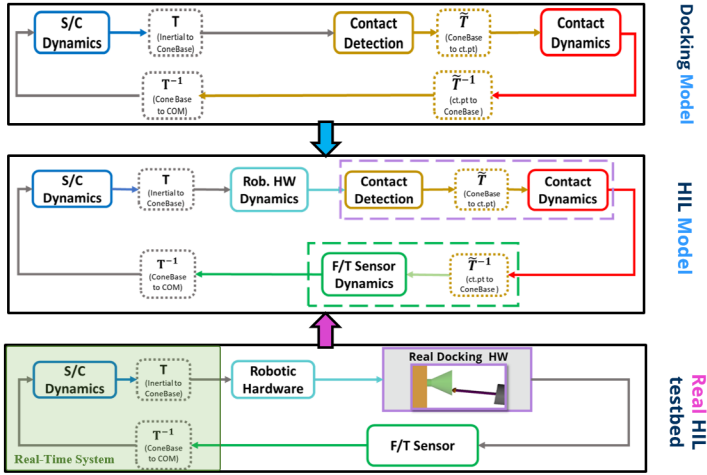 S/C
Dynamics
T
(Inertial to
ConeBase)
Contact
Detection
T̃
(ConeBase
to ct.pt)
Contact
Dynamics
T⁻¹
(Cone Base
to COM)
T̃⁻¹
(ct.pt to
ConeBase)
Docking Model
S/C
Dynamics
T
(Inertial to
ConeBase)
Rob. HW
Dynamics
Contact
Detection
T̃
(ConeBase
to ct.pt)
Contact
Dynamics
T⁻¹
(ConeBase
to COM)
F/T Sensor
Dynamics
T̃⁻¹
(ct.pt to
ConeBase)
HIL Model
S/C
Dynamics
T
(Inertial to
ConeBase)
Robotic
Hardware
Real Docking HW
T⁻¹
(ConeBase
to COM)
F/T Sensor
Real-Time System
Real HIL
testbed